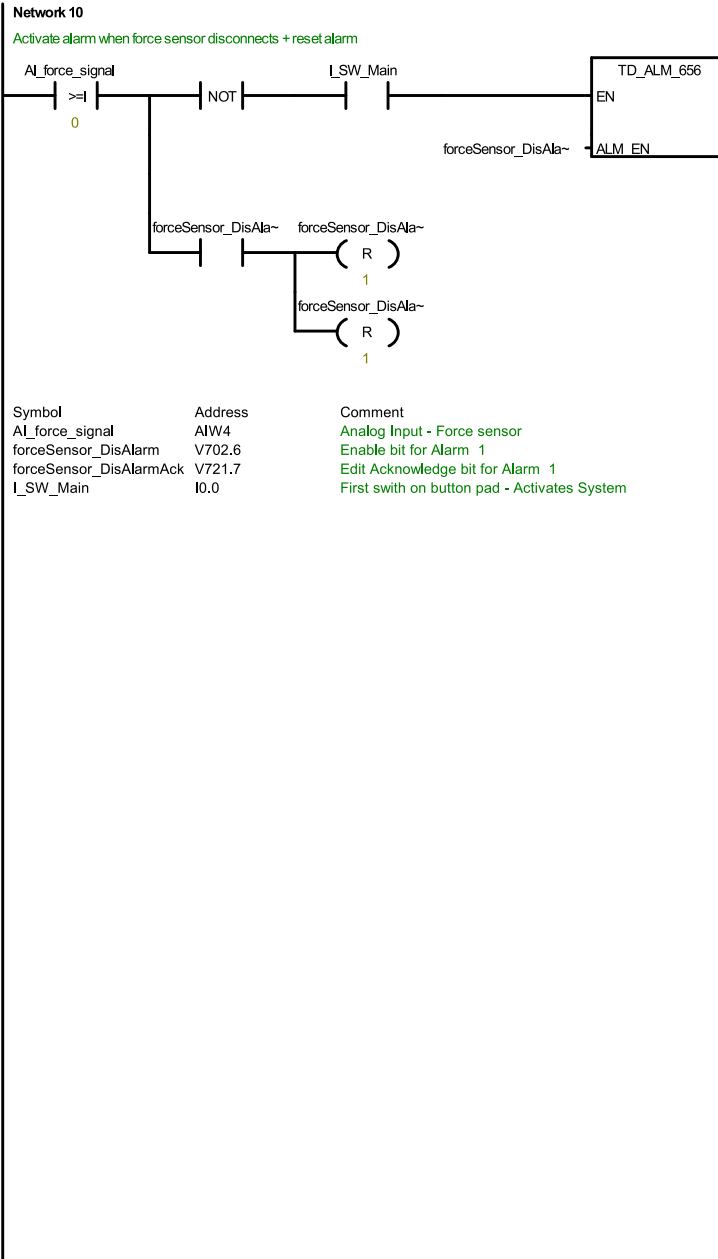 Network 10
Activate alarm when force sensor disconnects + reset alarm
AI_force_signal I_SW_Main TD_ALM_656
>=I NOT EN
0
forceSensor_DisAla~ ALM_EN
forceSensor_DisAla~ forceSensor_DisAla~
R
1
forceSensor_DisAla~
R
1
Symbol Address Comment
AI_force_signal AIW4 Analog Input - Force sensor
forceSensor_DisAlarm V702.6 Enable bit for Alarm 1
forceSensor_DisAlarmAck V721.7 Edit Acknowledge bit for Alarm 1
I_SW_Main I0.0 First swith on button pad - Activates System